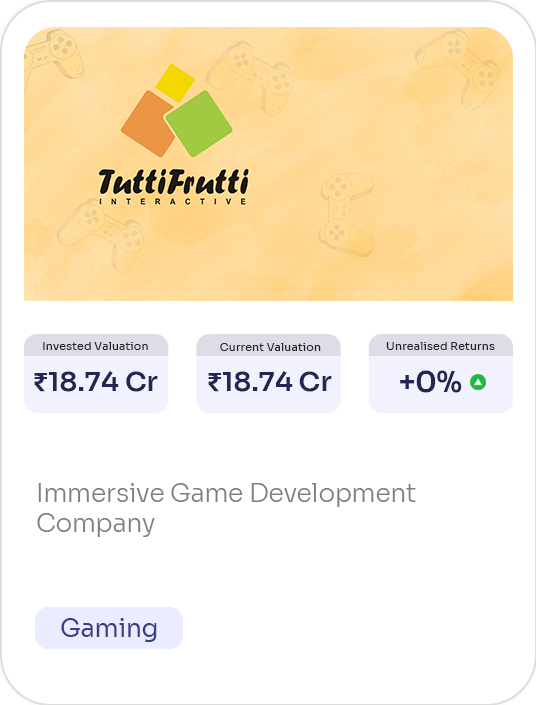 TuttiFrutti
INTERACTIVE
Invested Valuation
₹18.74 Cr
Current Valuation
₹18.74 Cr
Unrealised Returns
+0%
Immersive Game Development
Company
Gaming